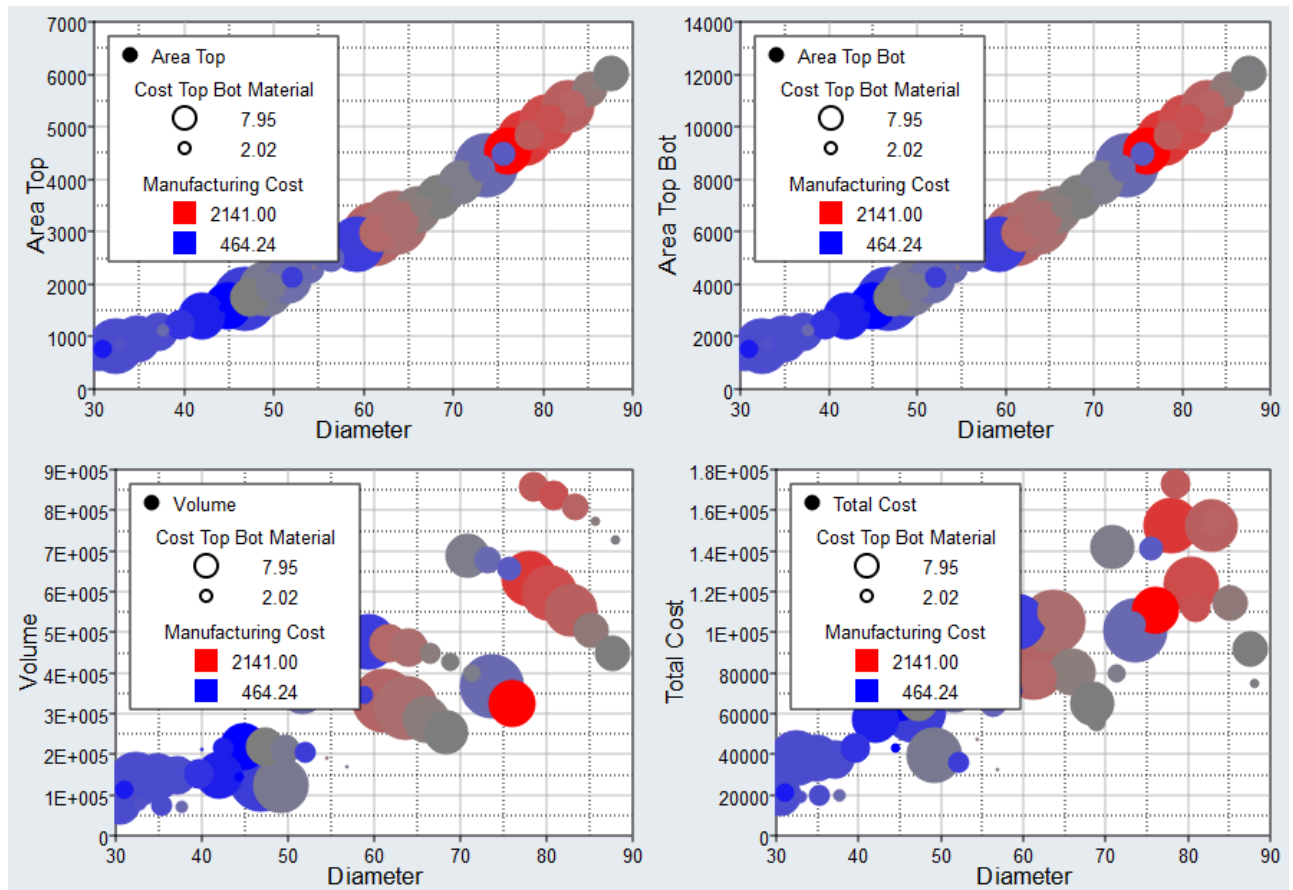 Area Top
7000
6000
5000
4000
3000
2000
1000
0
Area Top
Cost Top Bot Material
7.95
2.02
Manufacturing Cost
2141.00
464.24
30 40 50 60 70 80 90
Diameter
Area Top Bot
14000
12000
10000
8000
6000
4000
2000
0
Area Top Bot
Cost Top Bot Material
7.95
2.02
Manufacturing Cost
2141.00
464.24
30 40 50 60 70 80 90
Diameter
Volume
9E+005
8E+005
7E+005
6E+005
5E+005
4E+005
3E+005
2E+005
1E+005
0
Volume
Cost Top Bot Material
7.95
2.02
Manufacturing Cost
2141.00
464.24
30 40 50 60 70 80 90
Diameter
Total Cost
1.8E+005
1.6E+005
1.4E+005
1.2E+005
1E+005
80000
60000
40000
20000
0
Total Cost
Cost Top Bot Material
7.95
2.02
Manufacturing Cost
2141.00
464.24
30 40 50 60 70 80 90
Diameter